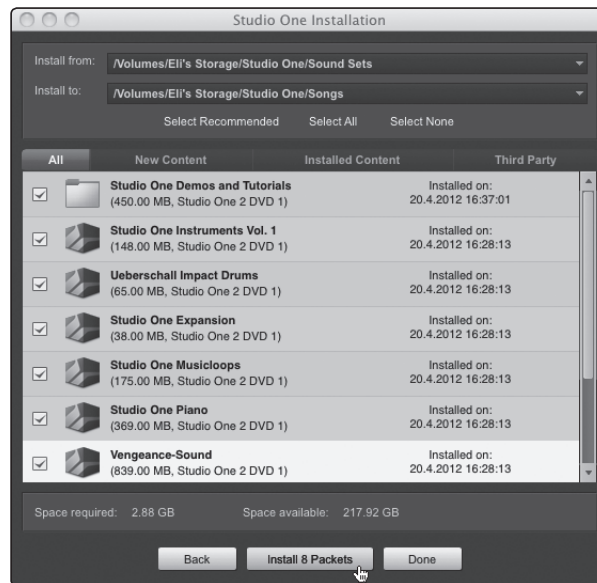 Studio One Installation
Install from: /Volumes/Eli's Storage/Studio One/Sound Sets
Install to: /Volumes/Eli's Storage/Studio One/Songs
Select Recommended Select All Select None
All New Content Installed Content Third Party
Studio One Demos and Tutorials Installed on:
(450.00 MB, Studio One 2 DVD 1) 20.4.2012 16:37:01
Studio One Instruments Vol. 1 Installed on:
(148.00 MB, Studio One 2 DVD 1) 20.4.2012 16:28:13
Ueberschall Impact Drums Installed on:
(65.00 MB, Studio One 2 DVD 1) 20.4.2012 16:28:13
Studio One Expansion Installed on:
(38.00 MB, Studio One 2 DVD 1) 20.4.2012 16:28:13
Studio One Musicloops Installed on:
(175.00 MB, Studio One 2 DVD 1) 20.4.2012 16:28:13
Studio One Piano Installed on:
(369.00 MB, Studio One 2 DVD 1) 20.4.2012 16:28:13
Vengeance-Sound Installed on:
(839.00 MB, Studio One 2 DVD 1) 20.4.2012 16:28:13
Space required: 2.88 GB Space available: 217.92 GB
Back Install 8 Packets Done